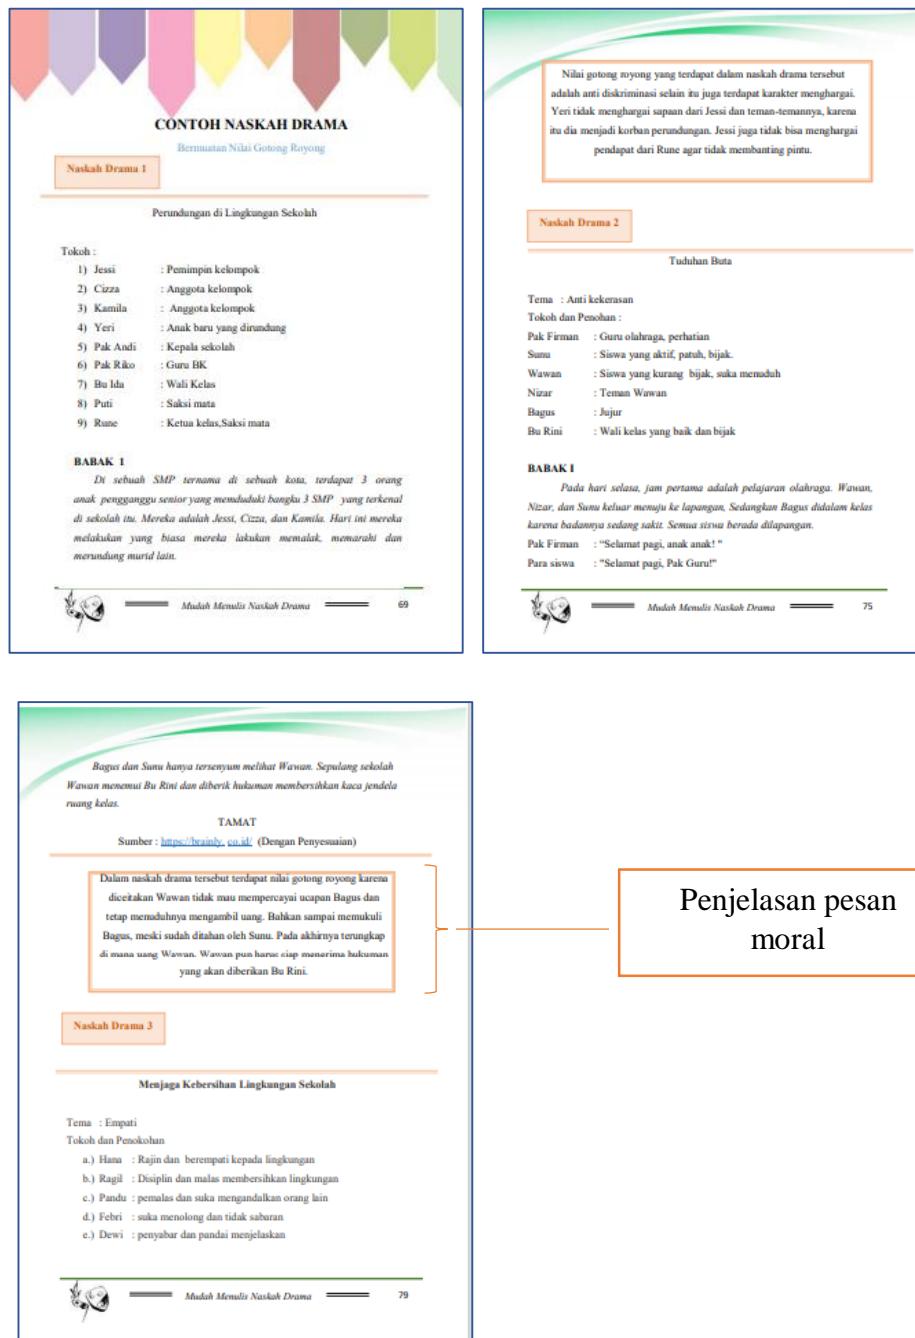 CONTOH NASKAH DRAMA
Bermuatan Nilai Gotong Royong
Naskah Drama 1
Perundungan di Lingkungan Sekolah
Tokoh :
1) Jessi : Pemimpin kelompok
2) Cizza : Anggota kelompok
3) Kamila : Anggota kelompok
4) Yeri : Anak baru yang dirundung
5) Pak Andi : Kepala sekolah
6) Pak Riko : Guru BK
7) Bu Ida : Wali Kelas
8) Puti : Saksi mata
9) Rune : Ketua kelas,Saksi mata
BABAK 1
Di sebuah SMP ternama di sebuah kota, terdapat 3 orang
anak pengganggu senior yang menduduki bangku 3 SMP yang terkenal
di sekolah itu. Mereka adalah Jessi, Cizza, dan Kamila. Hari ini mereka
melakukan yang biasa mereka lakukan memalak, memarahi dan
merundung murid lain.
Mudah Menulis Naskah Drama 69
Nilai gotong royong yang terdapat dalam naskah drama tersebut
adalah anti diskriminasi selain itu juga terdapat karakter menghargai.
Yeri tidak menghargai sapaan dari Jessi dan teman-temannya, karena
itu dia menjadi korban perundungan. Jessi juga tidak bisa menghargai
pendapat dari Rune agar tidak membanting pintu.
Naskah Drama 2
Tuduhan Buta
Tema : Anti kekerasan
Tokoh dan Penohan :
Pak Firman : Guru olahraga, perhatian
Sunu : Siswa yang aktif, patuh, bijak.
Wawan : Siswa yang kurang bijak, suka menuduh
Nizar : Teman Wawan
Bagus : Jujur
Bu Rini : Wali kelas yang baik dan bijak
BABAK I
Pada hari selasa, jam pertama adalah pelajaran olahraga. Wawan,
Nizar, dan Sunu keluar menuju ke lapangan, Sedangkan Bagus didalam kelas
karena badannya sedang sakit. Semua siswa berada dilapangan.
Pak Firman : "Selamat pagi, anak anak! "
Para siswa : "Selamat pagi, Pak Guru!"
Mudah Menulis Naskah Drama 75
Bagus dan Sunu hanya tersenyum melihat Wawan. Sepulang sekolah
Wawan menemui Bu Rini dan diberik hukuman membersihkan kaca jendela
ruang kelas.
TAMAT
Sumber : https://brainly. co.id/ (Dengan Penyesuaian)
Dalam naskah drama tersebut terdapat nilai gotong royong karena
diceitakan Wawan tidak mau mempercayai ucapan Bagus dan
tetap menuduhnya mengambil uang. Bahkan sampai memukuli
Bagus, meski sudah ditahan oleh Sunu. Pada akhirnya terungkap
di mana uang Wawan. Wawan pun harus siap menerima hukuman
yang akan diberikan Bu Rini.
Penjelasan pesan
moral
Naskah Drama 3
Menjaga Kebersihan Lingkungan Sekolah
Tema : Empati
Tokoh dan Penokohan
a.) Hana : Rajin dan berempati kepada lingkungan
b.) Ragil : Disiplin dan malas membersihkan lingkungan
c.) Pandu : pemalas dan suka mengandalkan orang lain
d.) Febri : suka menolong dan tidak sabaran
e.) Dewi : penyabar dan pandai menjelaskan
Mudah Menulis Naskah Drama 79